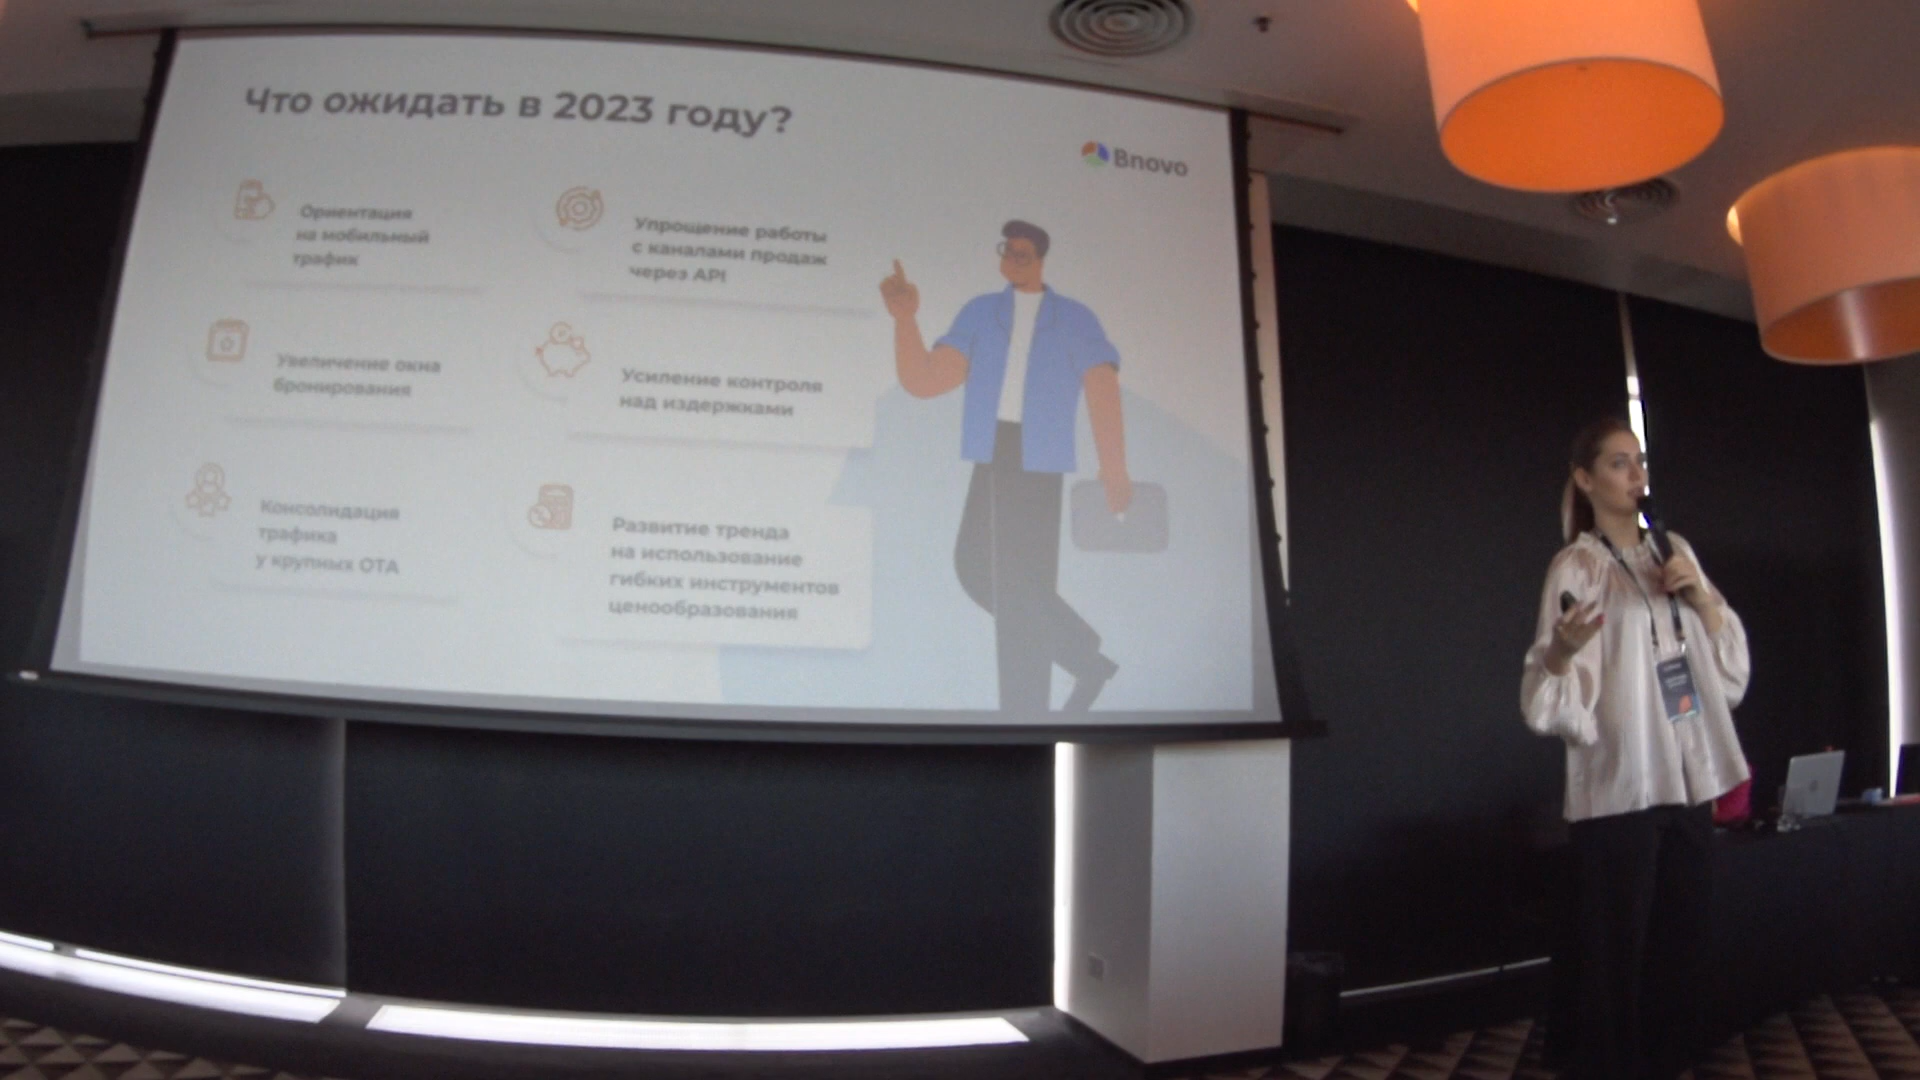 Что ожидать в 2023 году?
Bnovo
Ориентация
на мобильный
трафик
Упрощение работы
с каналами продаж
через API
Увеличение окна
бронирования
Усиление контроля
над издержками
Консолидация
трафика
у крупных ОТА
Развитие тренда
на использование
гибких инструментов
ценообразования